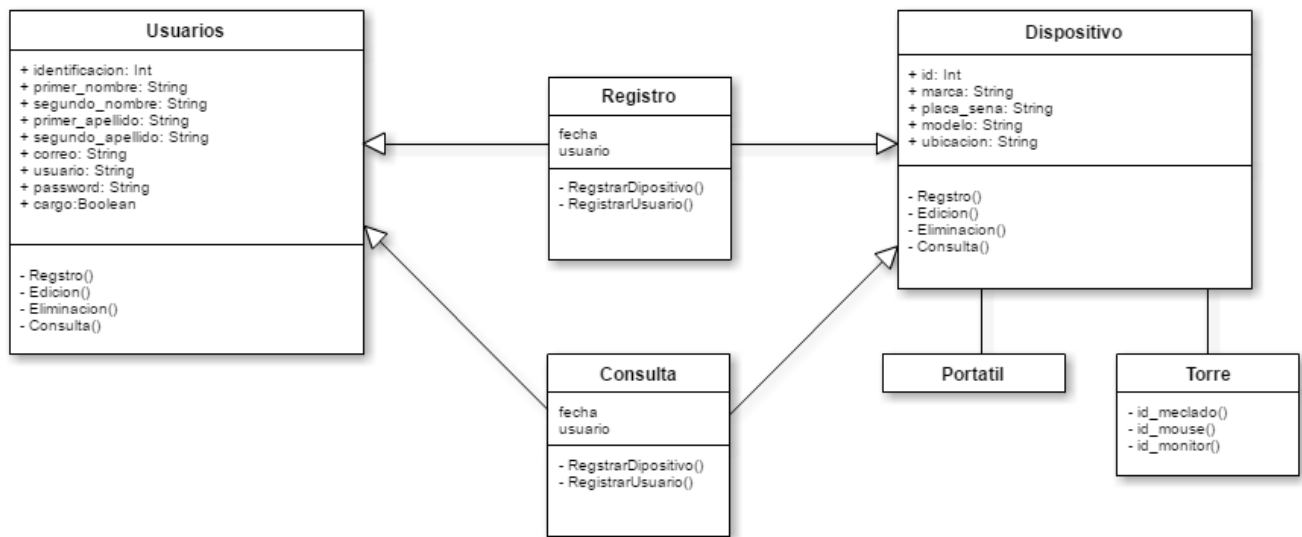 Usuarios
+ identificacion: Int
+ primer_nombre: String
+ segundo_nombre: String
+ primer_apellido: String
+ segundo_apellido: String
+ correo: String
+ usuario: String
+ password: String
+ cargo:Boolean
- Regstro()
- Edicion()
- Eliminacion()
- Consulta()
Registro
fecha
usuario
- RegstrarDipositivo()
- RegistrarUsuario()
Consulta
fecha
usuario
- RegstrarDipositivo()
- RegistrarUsuario()
Dispositivo
+ id: Int
+ marca: String
+ placa_sena: String
+ modelo: String
+ ubicacion: String
- Regstro()
- Edicion()
- Eliminacion()
- Consulta()
Portatil
Torre
- id_meclado()
- id_mouse()
- id_monitor()